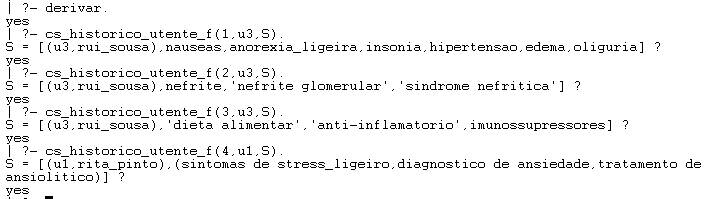 | ?- derivar.
yes
| ?- cs_historico_utente_f(1,u3,S).
S = [(u3,rui_sousa),nauseas,anorexia_ligeira,insonia,hipertensao,edema,oliguria] ?
yes
| ?- cs_historico_utente_f(2,u3,S).
S = [(u3,rui_sousa),nefrite,'nefrite glomerular','sindrome nefritica'] ?
yes
| ?- cs_historico_utente_f(3,u3,S).
S = [(u3,rui_sousa),'dieta alimentar','anti-inflamatorio',imunossupressores] ?
yes
| ?- cs_historico_utente_f(4,u1,S).
S = [(u1,rita_pinto),(sintomas de stress_ligeiro,diagnostico de ansiedade,tratamento de
ansiolitico)] ?
yes